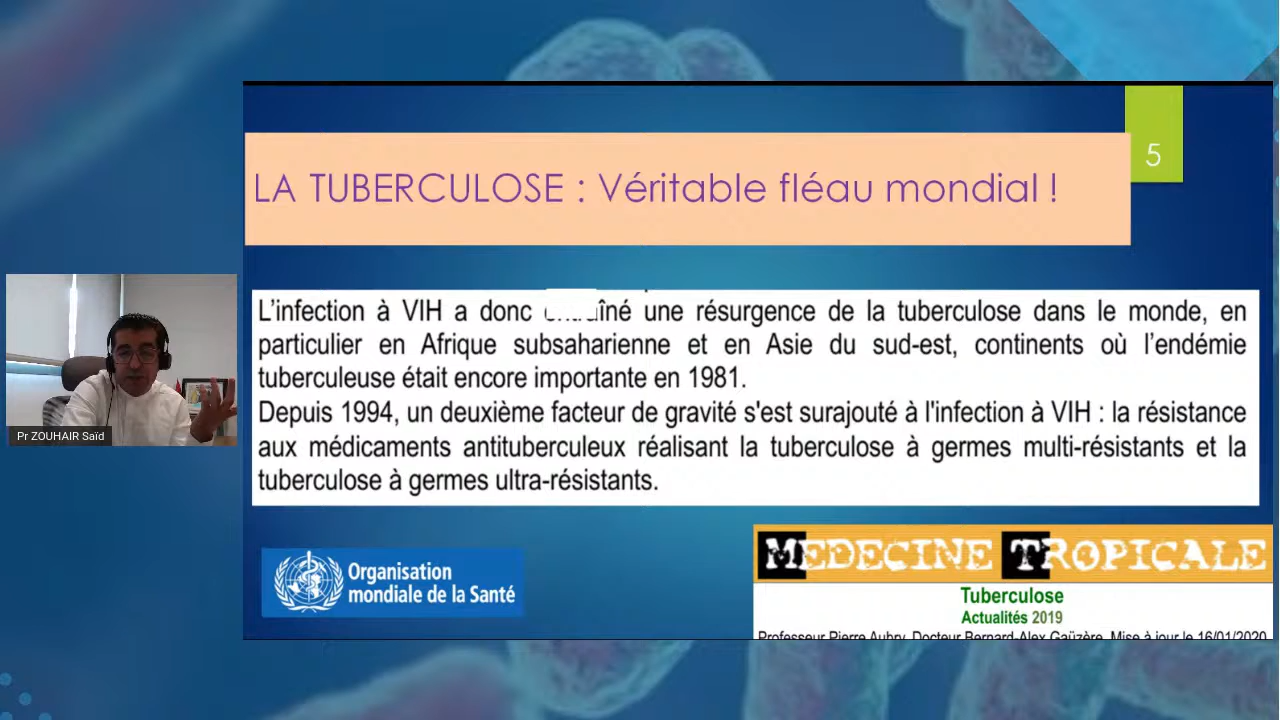 5
LA TUBERCULOSE : Véritable fléau mondial !
L'infection à VIH a donc entraîné une résurgence de la tuberculose dans le monde, en
particulier en Afrique subsaharienne et en Asie du sud-est, continents où l'endémie
tuberculeuse était encore importante en 1981.
Depuis 1994, un deuxième facteur de gravité s'est surajouté à l'infection à VIH : la résistance
aux médicaments antituberculeux réalisant la tuberculose à germes multi-résistants et la
tuberculose à germes ultra-résistants.
Pr ZOUHAIR Saïd
Organisation
mondiale de la Santé
MEDECINE TROPICALE
Tuberculose
Actualités 2019
Professeur Pierre Aubry, Docteur Bernard-Alex Gaüzère. Mise à jour le 16/01/2020